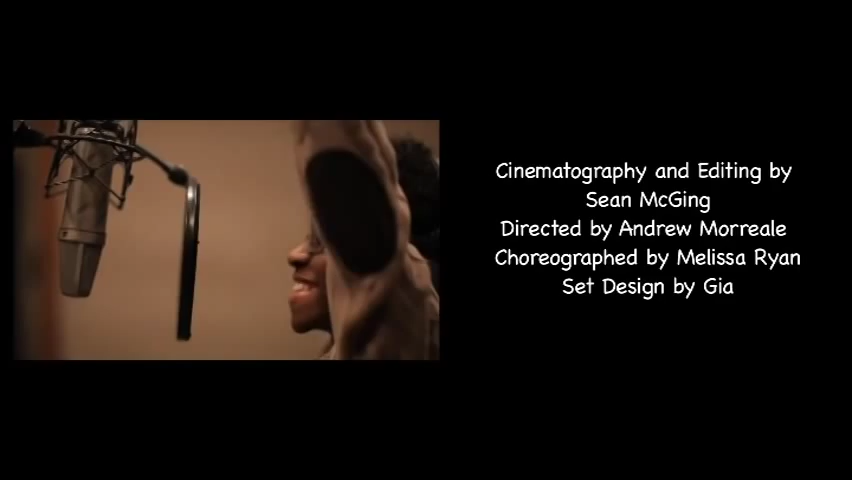 Cinematography and Editing by
Sean McGing
Directed by Andrew Morreale
Choreographed by Melissa Ryan
Set Design by Gia